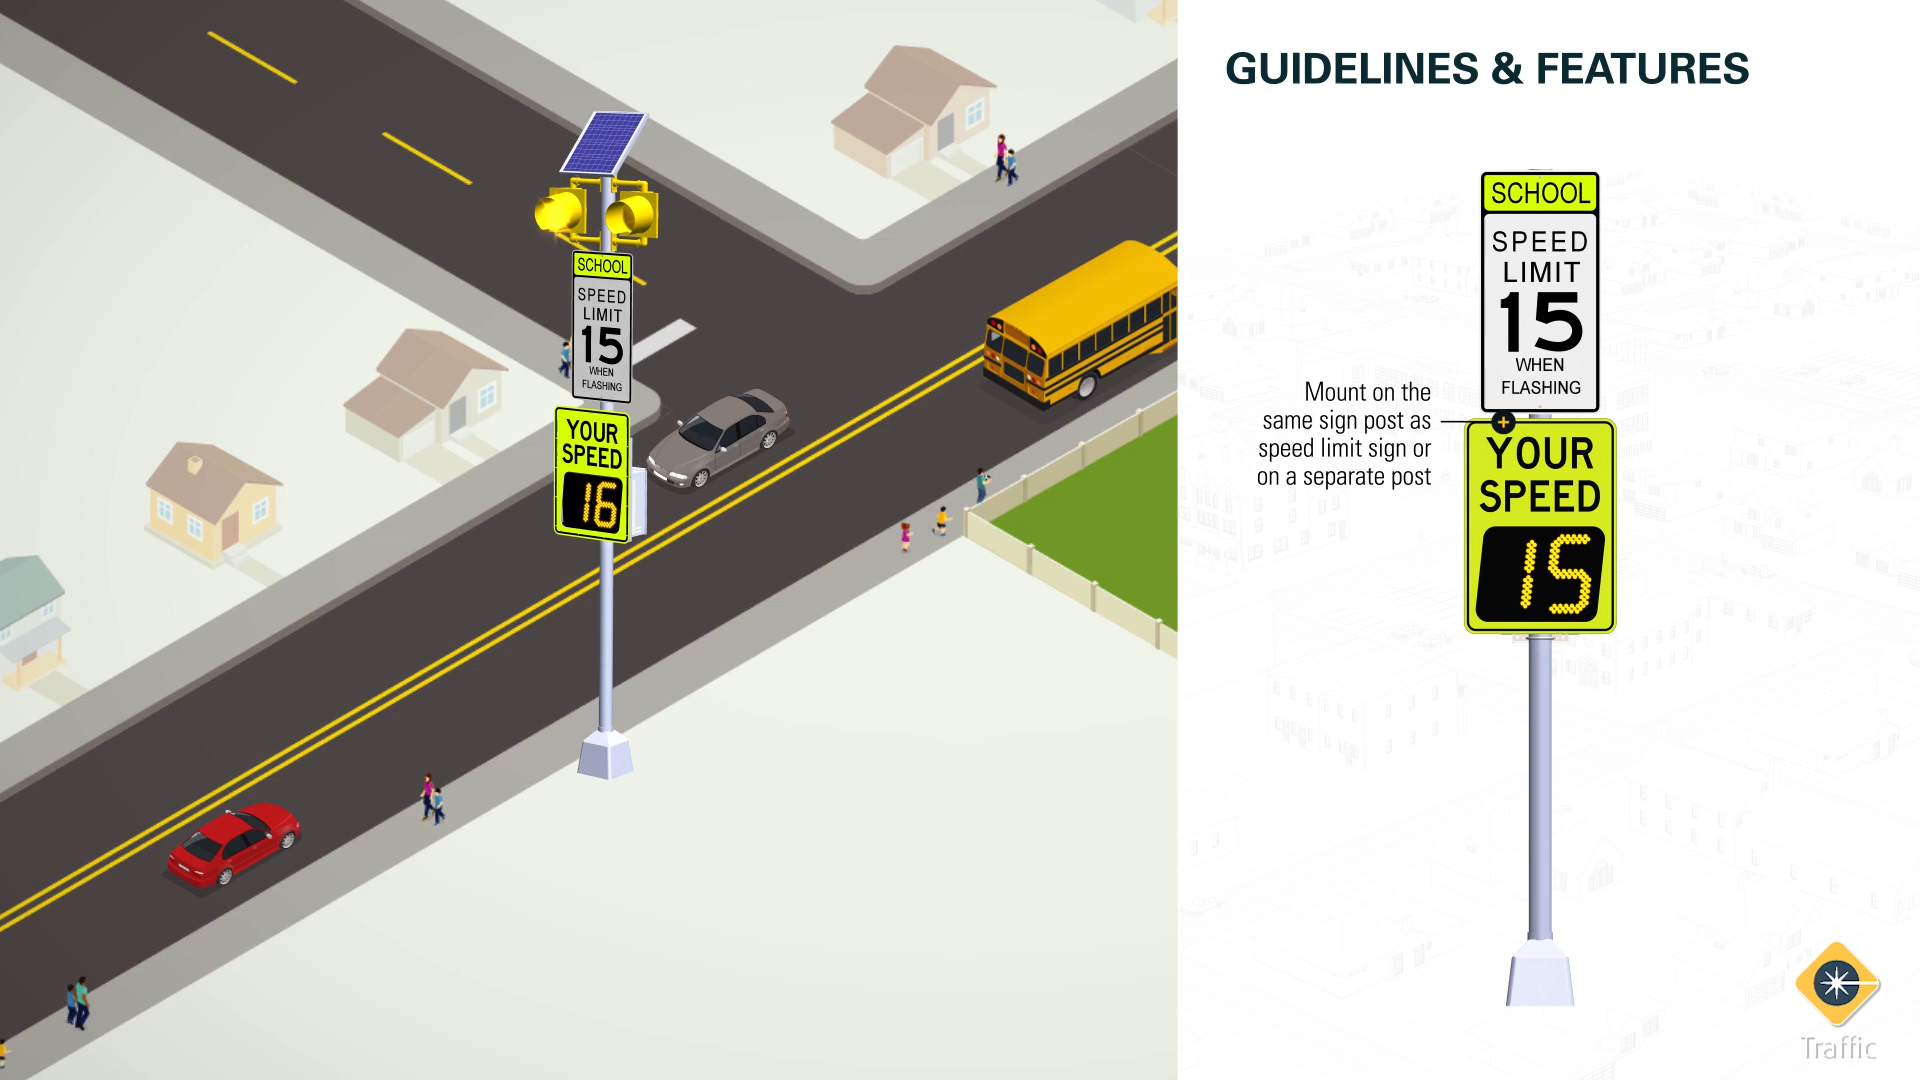 SCHOOL
SPEED
LIMIT
15
WHEN
FLASHING
YOUR
SPEED
16
GUIDELINES & FEATURES
SCHOOL
SPEED
LIMIT
15
WHEN
FLASHING
Mount on the
same sign post as
speed limit sign or
on a separate post
YOUR
SPEED
15
Traffic